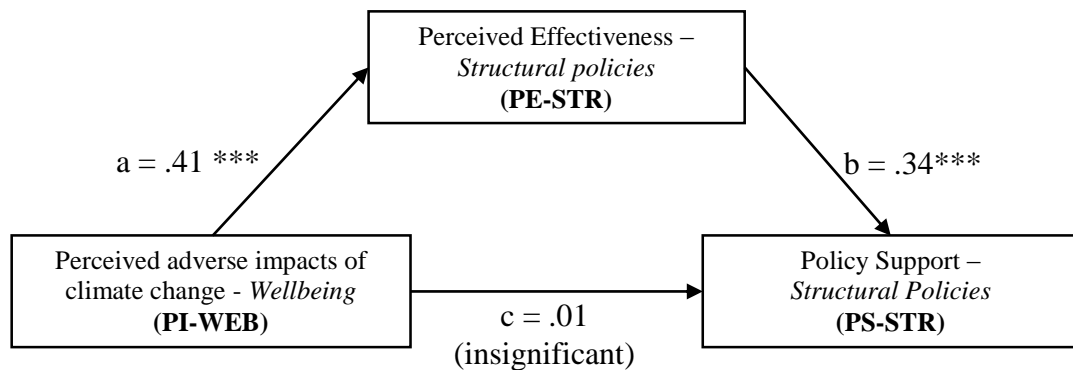 Perceived Effectiveness –
Structural policies
(PE-STR)
a = .41 ***
b = .34***
Perceived adverse impacts of
climate change - Wellbeing
(PI-WEB)
Policy Support –
Structural Policies
(PS-STR)
c = .01
(insignificant)